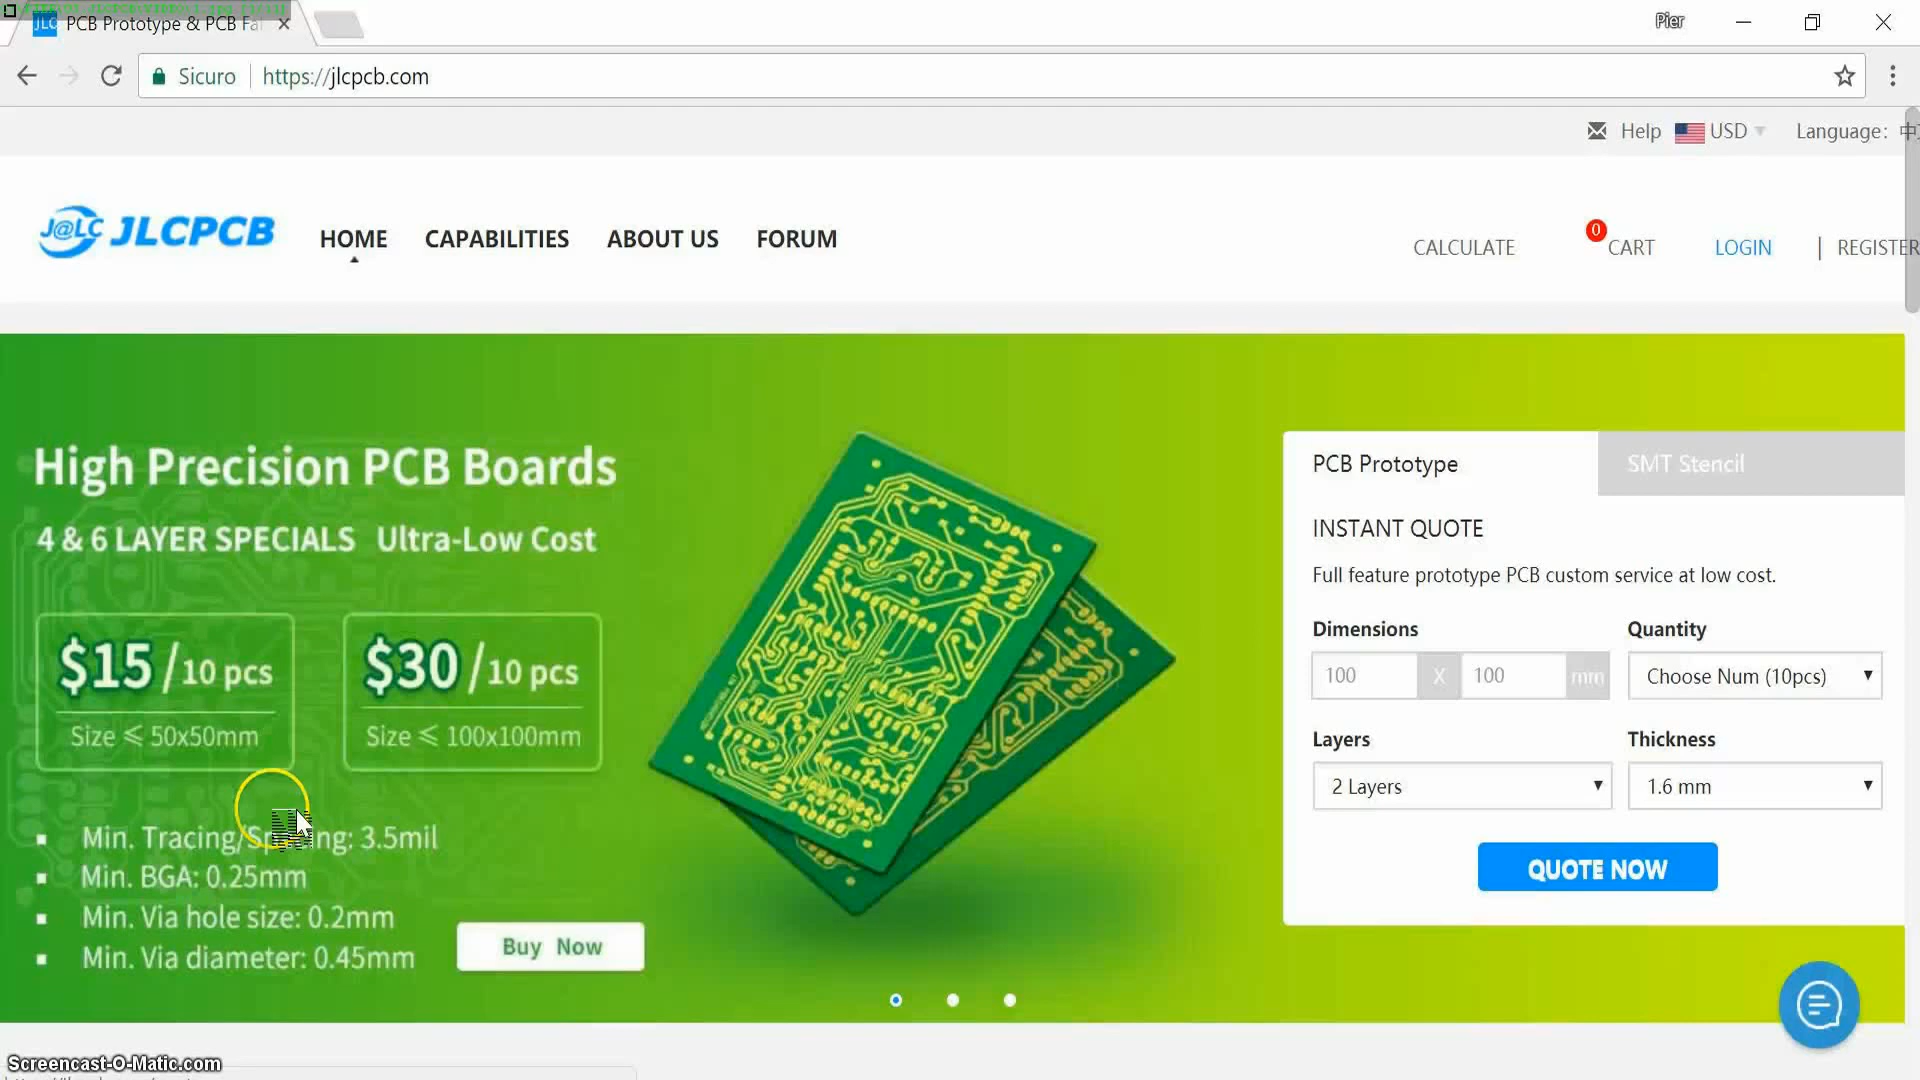 PCB Prototype & PCB Fa
Pier
Sicuro
https://jlcpcb.com
Help USD Language: 中
J@LC JLCPCB
HOME CAPABILITIES ABOUT US FORUM
CALCULATE 0 CART LOGIN | REGISTER
High Precision PCB Boards
4 & 6 LAYER SPECIALS Ultra-Low Cost
$15/10 pcs
Size ≤ 50x50mm
$30/10 pcs
Size ≤ 100x100mm
▪ Min. Tracing/Sp ng: 3.5mil
▪ Min. BGA: 0.25mm
▪ Min. Via hole size: 0.2mm
▪ Min. Via diameter: 0.45mm
Buy Now
PCB Prototype SMT Stencil
INSTANT QUOTE
Full feature prototype PCB custom service at low cost.
Dimensions Quantity
100 X 100 mm Choose Num (10pcs)
Layers Thickness
2 Layers 1.6 mm
QUOTE NOW
Screencast-O-Matic.com